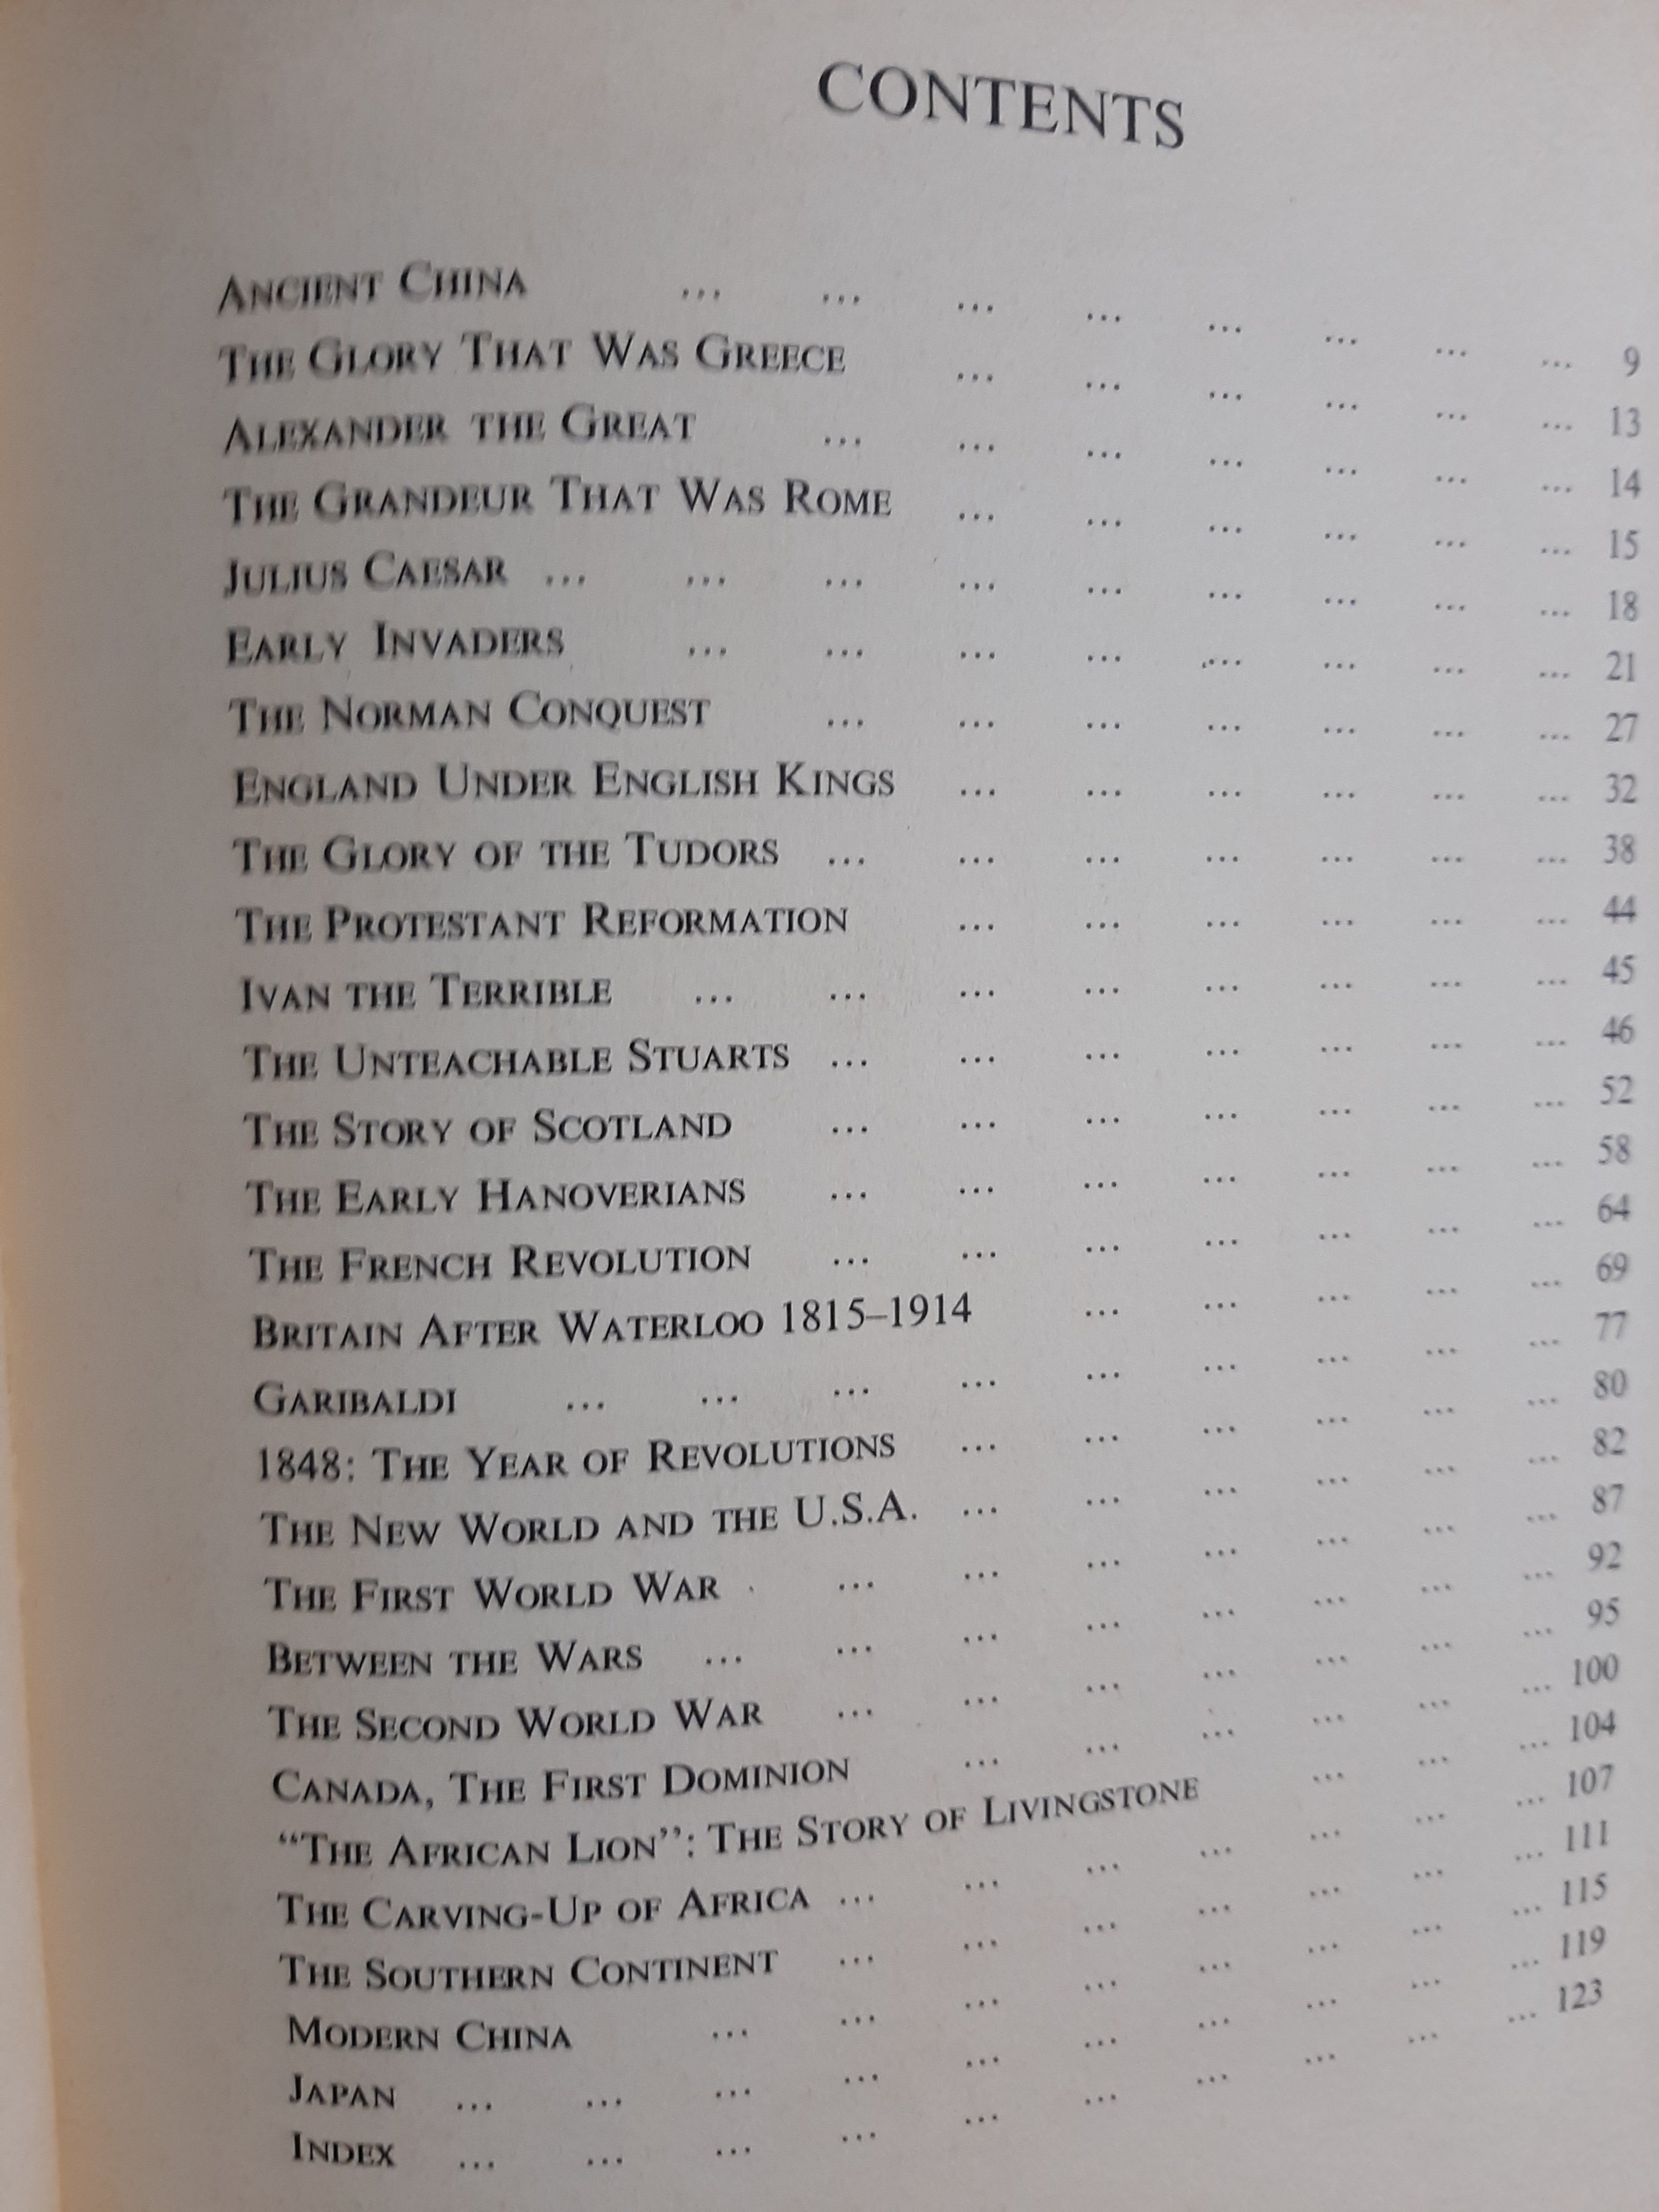 CONTENTS
ANCIENT CHINA ... ... ... ... ... ... ... ... 9
THE GLORY THAT WAS GREECE ... ... ... ... ... ... 13
ALEXANDER THE GREAT ... ... ... ... ... ... ... 14
THE GRANDEUR THAT WAS ROME ... ... ... ... ... ... 15
JULIUS CAESAR ... ... ... ... ... ... ... ... ... 18
EARLY INVADERS ... ... ... ... ... ... ... ... 21
THE NORMAN CONQUEST ... ... ... ... ... ... ... 27
ENGLAND UNDER ENGLISH KINGS ... ... ... ... ... ... 32
THE GLORY OF THE TUDORS ... ... ... ... ... ... ... 38
THE PROTESTANT REFORMATION ... ... ... ... ... ... 44
IVAN THE TERRIBLE ... ... ... ... ... ... ... ... 45
THE UNTEACHABLE STUARTS ... ... ... ... ... ... ... 46
THE STORY OF SCOTLAND ... ... ... ... ... ... ... 52
THE EARLY HANOVERIANS ... ... ... ... ... ... ... 58
THE FRENCH REVOLUTION ... ... ... ... ... ... ... 64
BRITAIN AFTER WATERLOO 1815–1914 ... ... ... ... ... 69
GARIBALDI ... ... ... ... ... ... ... ... ... 77
1848: THE YEAR OF REVOLUTIONS ... ... ... ... ... ... 80
THE NEW WORLD AND THE U.S.A. ... ... ... ... ... ... 82
THE FIRST WORLD WAR ... ... ... ... ... ... ... 87
BETWEEN THE WARS ... ... ... ... ... ... ... ... 92
THE SECOND WORLD WAR ... ... ... ... ... ... ... 95
CANADA, THE FIRST DOMINION ... ... ... ... ... ... 100
“THE AFRICAN LION”: THE STORY OF LIVINGSTONE ... ... ... 104
THE CARVING-UP OF AFRICA ... ... ... ... ... ... ... 107
THE SOUTHERN CONTINENT ... ... ... ... ... ... ... 111
MODERN CHINA ... ... ... ... ... ... ... ... 115
JAPAN ... ... ... ... ... ... ... ... ... ... 119
INDEX ... ... ... ... ... ... ... ... ... ... 123